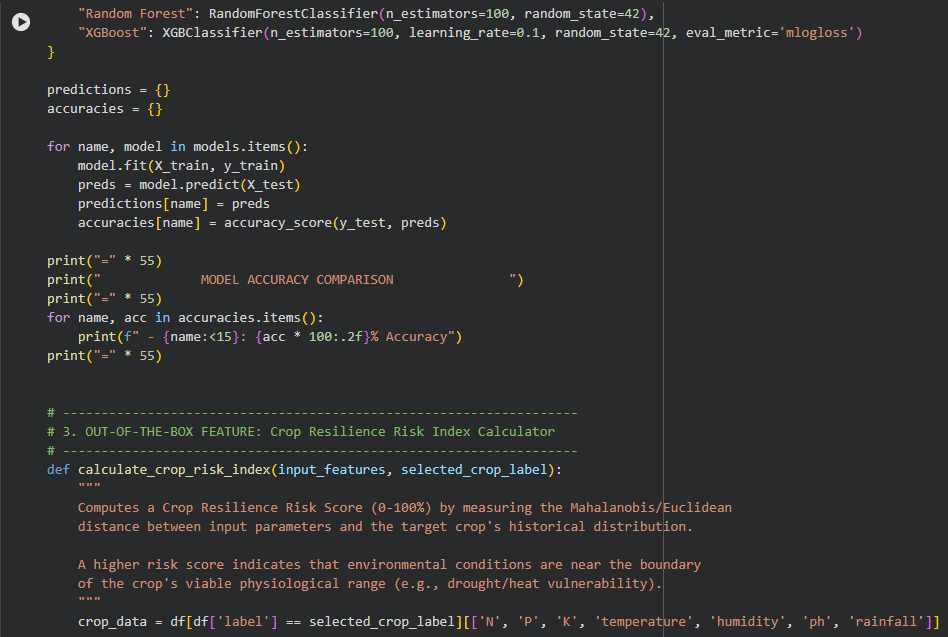 "Random Forest": RandomForestClassifier(n_estimators=100, random_state=42),
    "XGBoost": XGBClassifier(n_estimators=100, learning_rate=0.1, random_state=42, eval_metric='mlogloss')
}

predictions = {}
accuracies = {}

for name, model in models.items():
    model.fit(X_train, y_train)
    preds = model.predict(X_test)
    predictions[name] = preds
    accuracies[name] = accuracy_score(y_test, preds)

print("=" * 55)
print("             MODEL ACCURACY COMPARISON               ")
print("=" * 55)
for name, acc in accuracies.items():
    print(f" - {name:<15}: {acc * 100:.2f}% Accuracy")
print("=" * 55)


# -------------------------------------------------------------------
# 3. OUT-OF-THE-BOX FEATURE: Crop Resilience Risk Index Calculator
# -------------------------------------------------------------------
def calculate_crop_risk_index(input_features, selected_crop_label):
    """
    Computes a Crop Resilience Risk Score (0-100%) by measuring the Mahalanobis/Euclidean
    distance between input parameters and the target crop's historical distribution.

    A higher risk score indicates that environmental conditions are near the boundary
    of the crop's viable physiological range (e.g., drought/heat vulnerability).
    """
    crop_data = df[df['label'] == selected_crop_label][['N', 'P', 'K', 'temperature', 'humidity', 'ph', 'rainfall']]